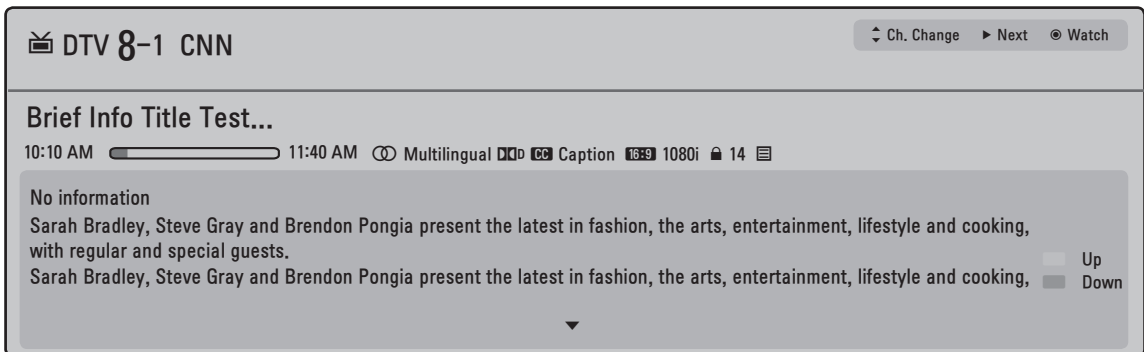 DTV 8-1 CNN
Ch. Change Next Watch
Brief Info Title Test...
10:10 AM 11:40 AM Multilingual DD D CC Caption 16:9 1080i 14
No information
Sarah Bradley, Steve Gray and Brendon Pongia present the latest in fashion, the arts, entertainment, lifestyle and cooking,
with regular and special guests.
Sarah Bradley, Steve Gray and Brendon Pongia present the latest in fashion, the arts, entertainment, lifestyle and cooking,
Up
Down